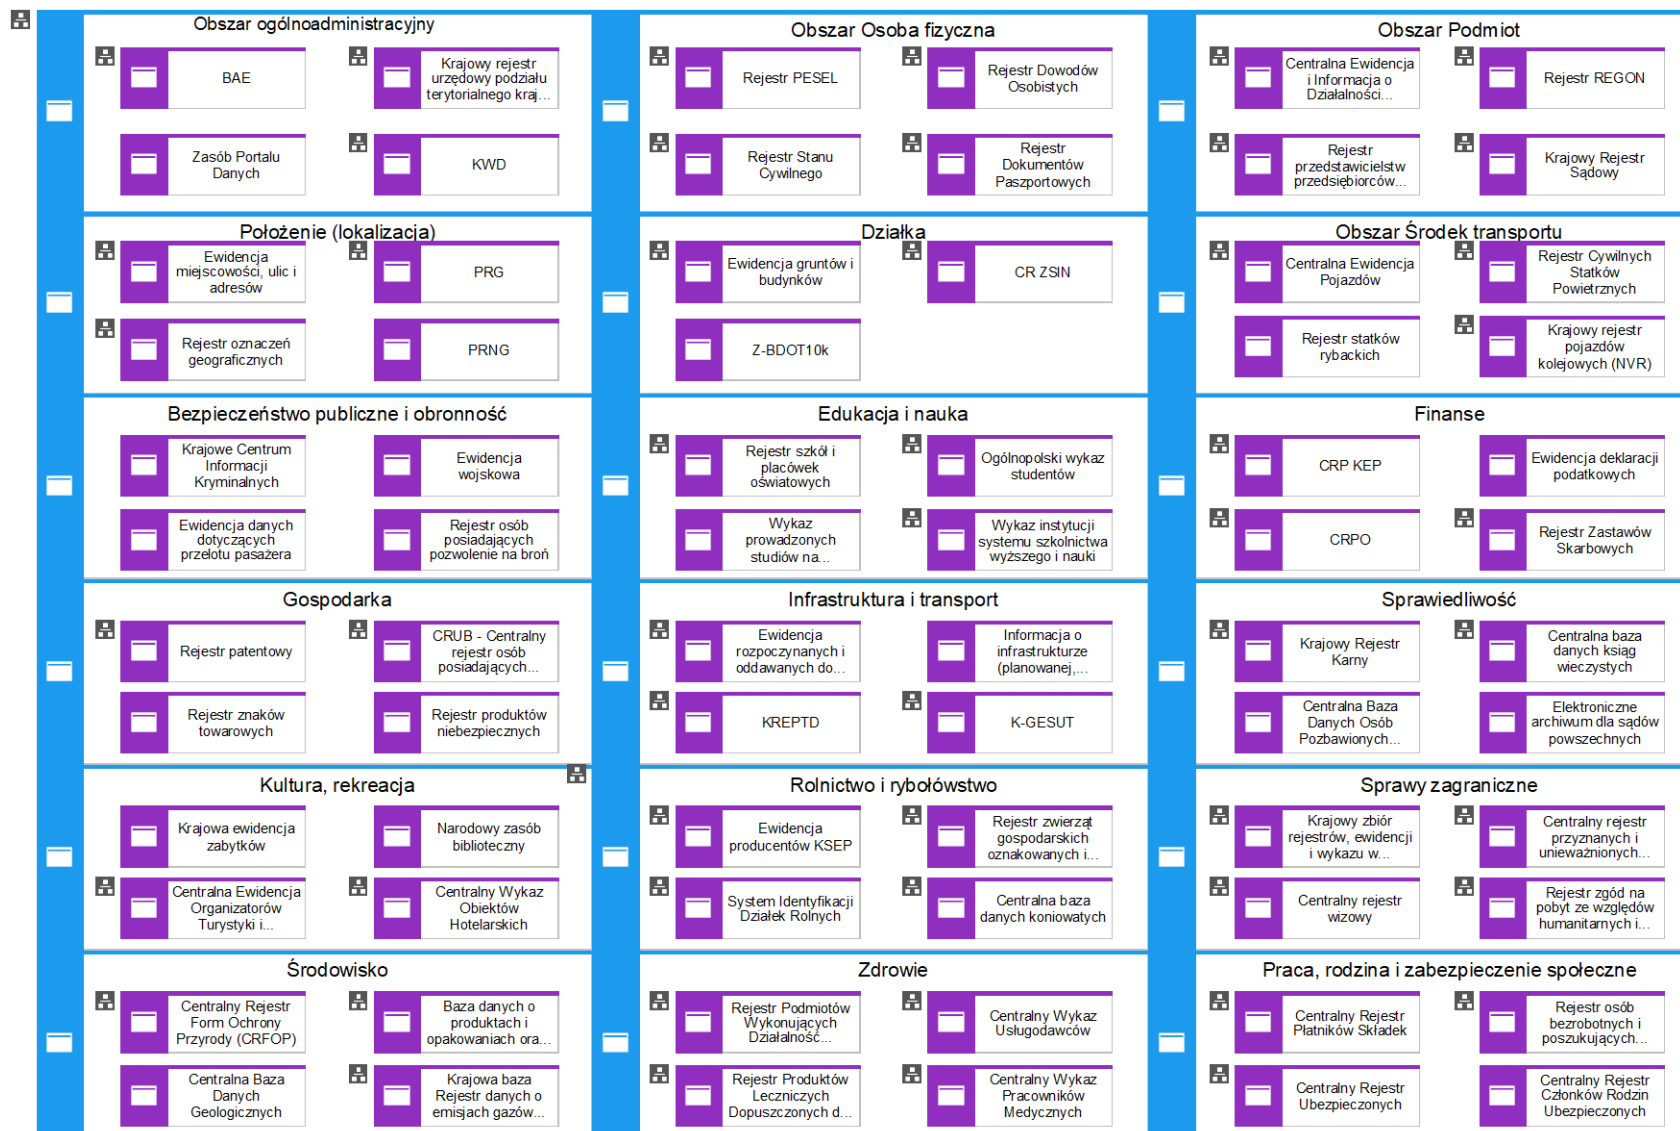 Obszar ogólnoadministracyjny
BAE
Krajowy rejestr
urzędowy podziału
terytorialnego kraj...
Zasób Portalu
Danych
KWD
Obszar Osoba fizyczna
Rejestr PESEL
Rejestr Dowodów
Osobistych
Rejestr Stanu
Cywilnego
Rejestr
Dokumentów
Paszportowych
Obszar Podmiot
Centralna Ewidencja
i Informacja o
Działalności...
Rejestr REGON
Rejestr
przedstawicielstw
przedsiębiorców...
Krajowy Rejestr
Sądowy
Położenie (lokalizacja)
Ewidencja
miejscowości, ulic i
adresów
PRG
Rejestr oznaczeń
geograficznych
PRNG
Działka
Ewidencja gruntów i
budynków
CR ZSIN
Z-BDOT10k
Obszar Środek transportu
Centralna Ewidencja
Pojazdów
Rejestr Cywilnych
Statków
Powietrznych
Rejestr statków
rybackich
Krajowy rejestr
pojazdów
kolejowych (NVR)
Bezpieczeństwo publiczne i obronność
Krajowe Centrum
Informacji
Kryminalnych
Ewidencja
wojskowa
Ewidencja danych
dotyczących
przelotu pasażera
Rejestr osób
posiadających
pozwolenie na broń
Edukacja i nauka
Rejestr szkół i
placówek
oświatowych
Ogólnopolski wykaz
studentów
Wykaz
prowadzonych
studiów na...
Wykaz instytucji
systemu szkolnictwa
wyższego i nauki
Finanse
CRP KEP
Ewidencja deklaracji
podatkowych
CRPO
Rejestr Zastawów
Skarbowych
Gospodarka
Rejestr patentowy
CRUB - Centralny
rejestr osób
posiadających...
Rejestr znaków
towarowych
Rejestr produktów
niebezpiecznych
Infrastruktura i transport
Ewidencja
rozpoczynanych i
oddawanych do...
Informacja o
infrastrukturze
(planowanej,...
KREPTD
K-GESUT
Sprawiedliwość
Krajowy Rejestr
Karny
Centralna baza
danych ksiąg
wieczystych
Centralna Baza
Danych Osób
Pozbawionych...
Elektroniczne
archiwum dla sądów
powszechnych
Kultura, rekreacja
Krajowa ewidencja
zabytków
Narodowy zasób
biblioteczny
Centralna Ewidencja
Organizatorów
Turystyki i...
Centralny Wykaz
Obiektów
Hotelarskich
Rolnictwo i rybołówstwo
Ewidencja
producentów KSEP
Rejestr zwierząt
gospodarskich
oznakowanych i...
System Identyfikacji
Działek Rolnych
Centralna baza
danych koniowatych
Sprawy zagraniczne
Krajowy zbiór
rejestrów, ewidencji
i wykazu w...
Centralny rejestr
przyznanych i
unieważnionych...
Centralny rejestr
wizowy
Rejestr zgód na
pobyt ze względów
humanitarnych i...
Środowisko
Centralny Rejestr
Form Ochrony
Przyrody (CRFOP)
Baza danych o
produktach i
opakowaniach ora...
Centralna Baza
Danych
Geologicznych
Krajowa baza
Rejestr danych o
emisjach gazów...
Zdrowie
Rejestr Podmiotów
Wykonujących
Działalność...
Centralny Wykaz
Usługodawców
Rejestr Produktów
Leczniczych
Dopuszczonych d...
Centralny Wykaz
Pracowników
Medycznych
Praca, rodzina i zabezpieczenie społeczne
Centralny Rejestr
Płatników Składek
Rejestr osób
bezrobotnych i
poszukujących...
Centralny Rejestr
Ubezpieczonych
Centralny Rejestr
Członków Rodzin
Ubezpieczonych